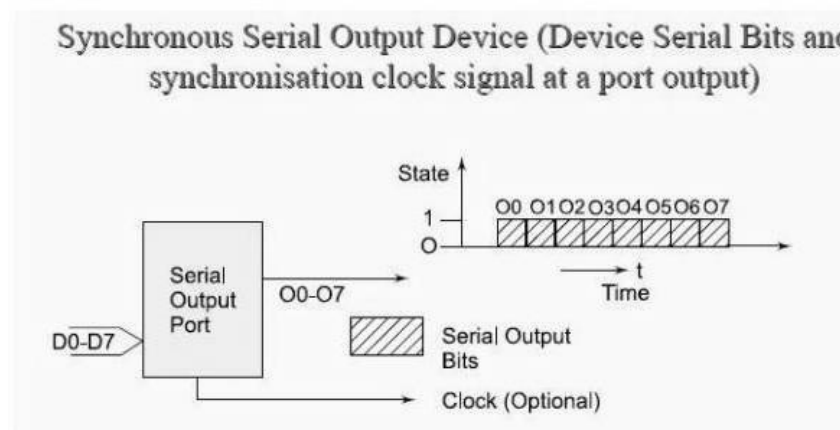 Synchronous Serial Output Device (Device Serial Bits and
synchronisation clock signal at a port output)
State
O0 O1 O2 O3 O4 O5 O6 O7
1
O
t
Time
Serial
Output
Port
O0-O7
D0-D7
Serial Output
Bits
Clock (Optional)